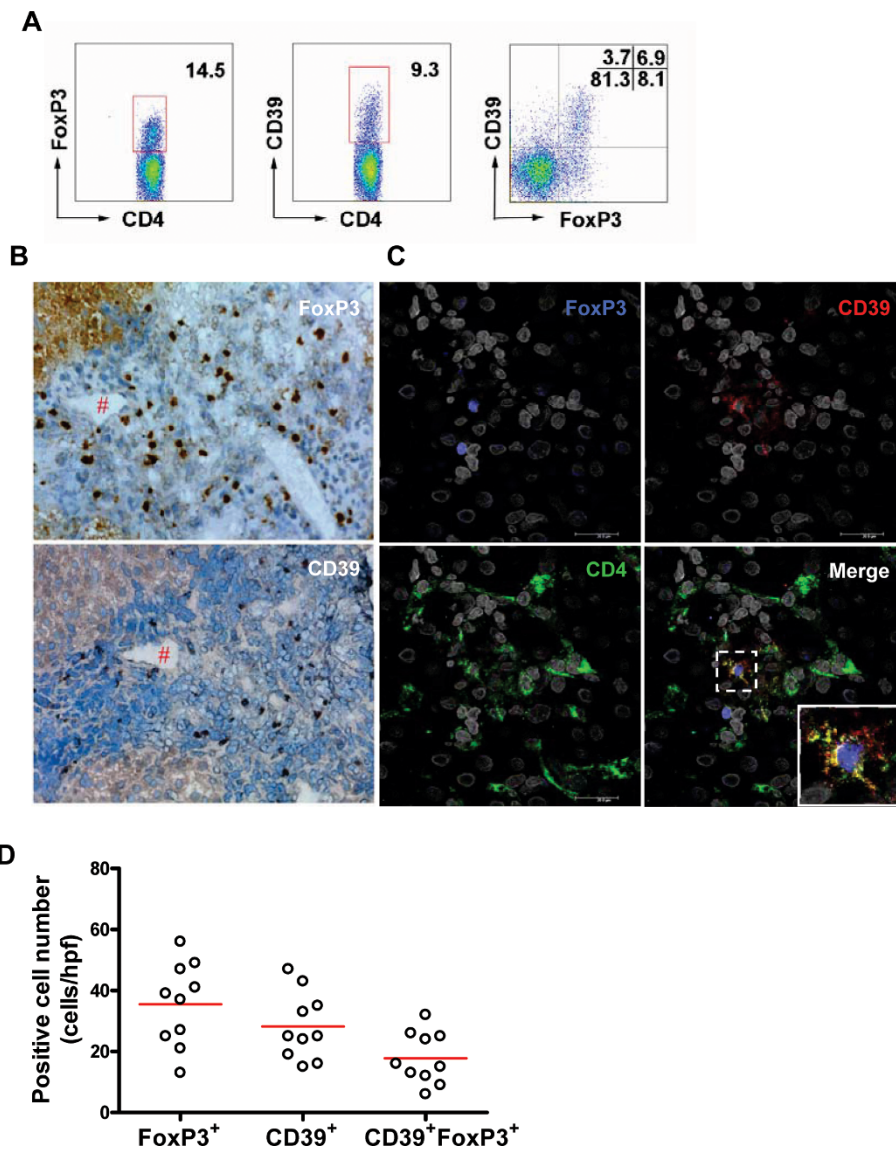 A
14.5
FoxP3
CD4
9.3
CD39
CD4
3.7 6.9
81.3 8.1
CD39
FoxP3
B
FoxP3
#
CD39
#
C
FoxP3
CD39
CD4
Merge
D
Positive cell number
(cells/hpf)
80
60
40
20
0
FoxP3⁺ CD39⁺ CD39⁺FoxP3⁺